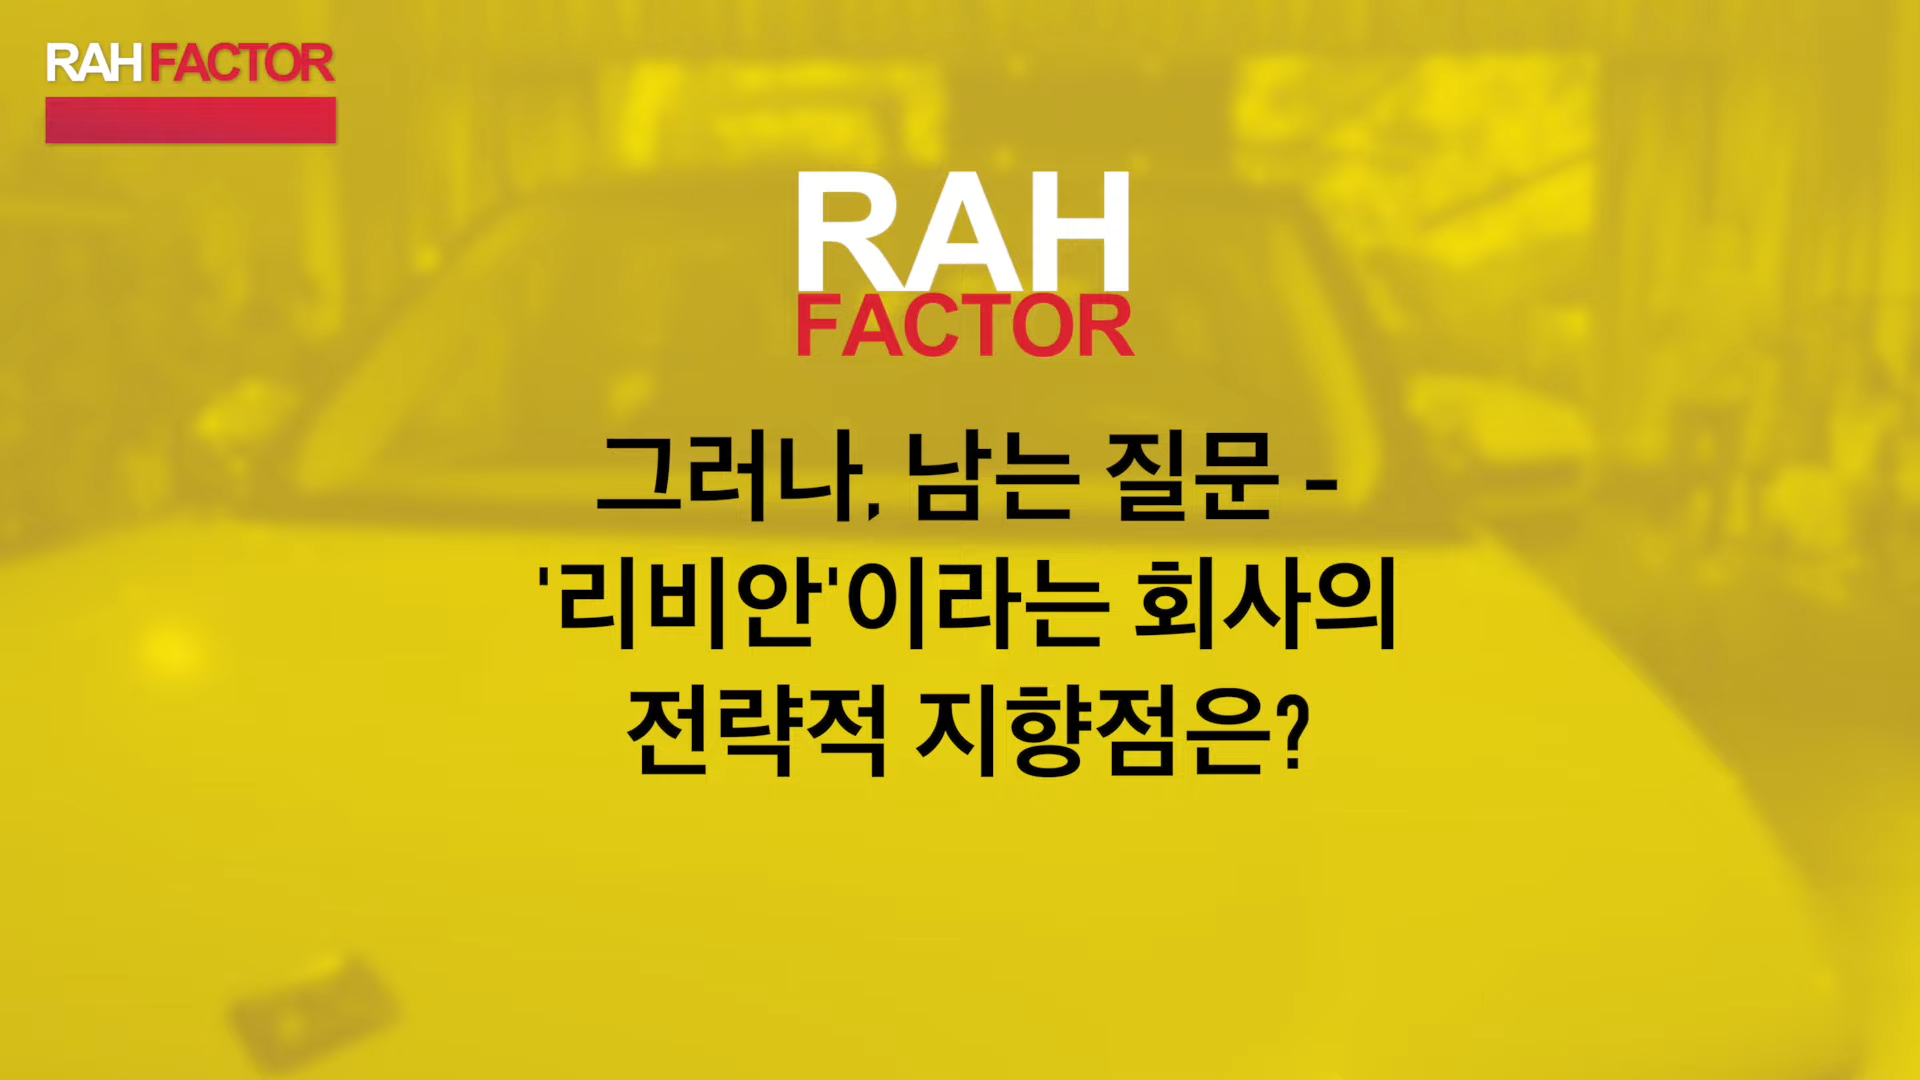 RAH FACTOR
RAH
FACTOR
그러나, 남는 질문 -
'리비안'이라는 회사의
전략적 지향점은?